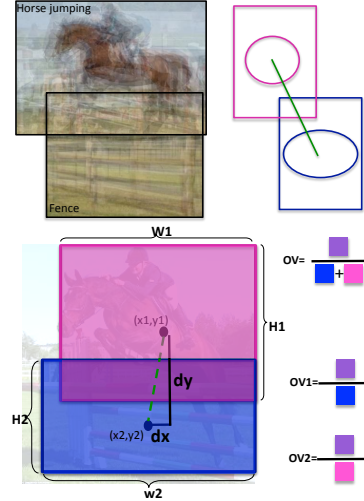 Horse jumping
Fence
W1
H1
(x1,y1)
dy
H2
(x2,y2)
dx
w2
OV=
+
OV1=
OV2=